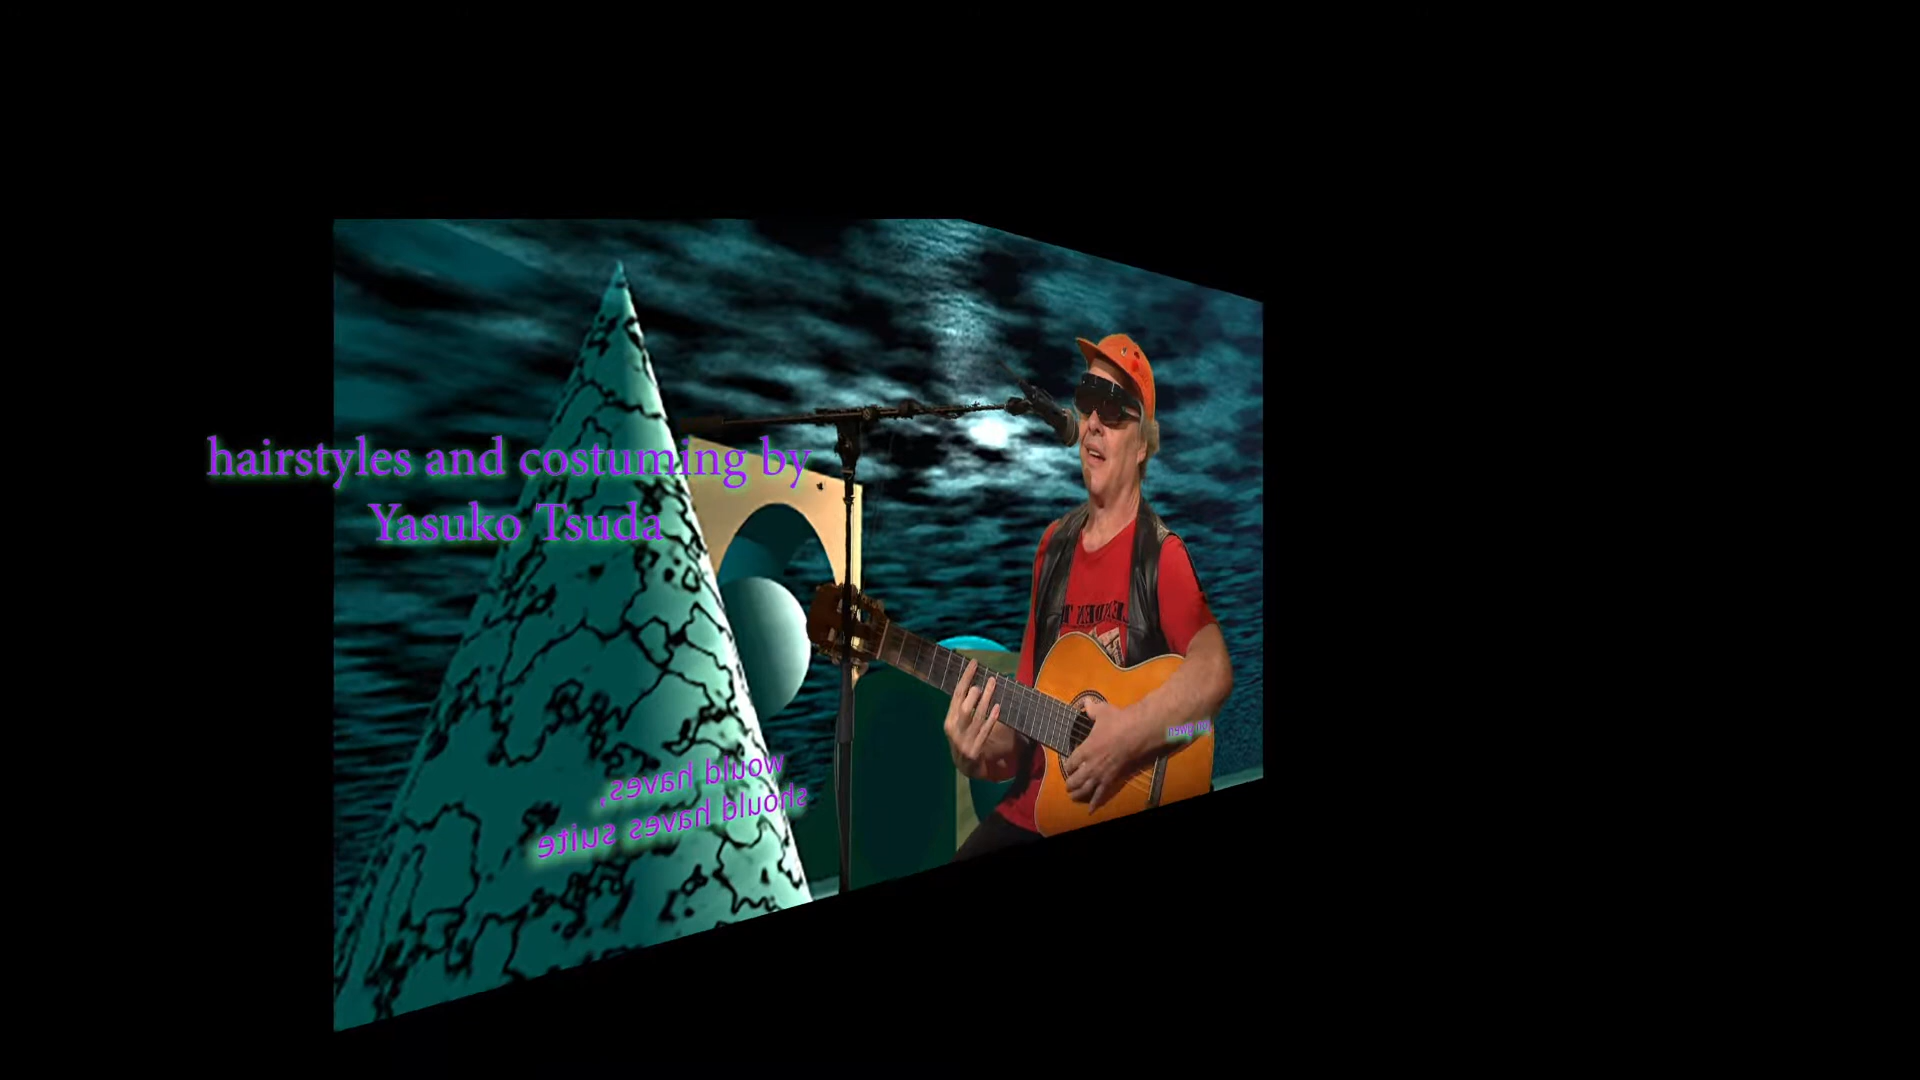 hairstyles and costuming by
Yasuko Tsuda
would haves,
should haves suite